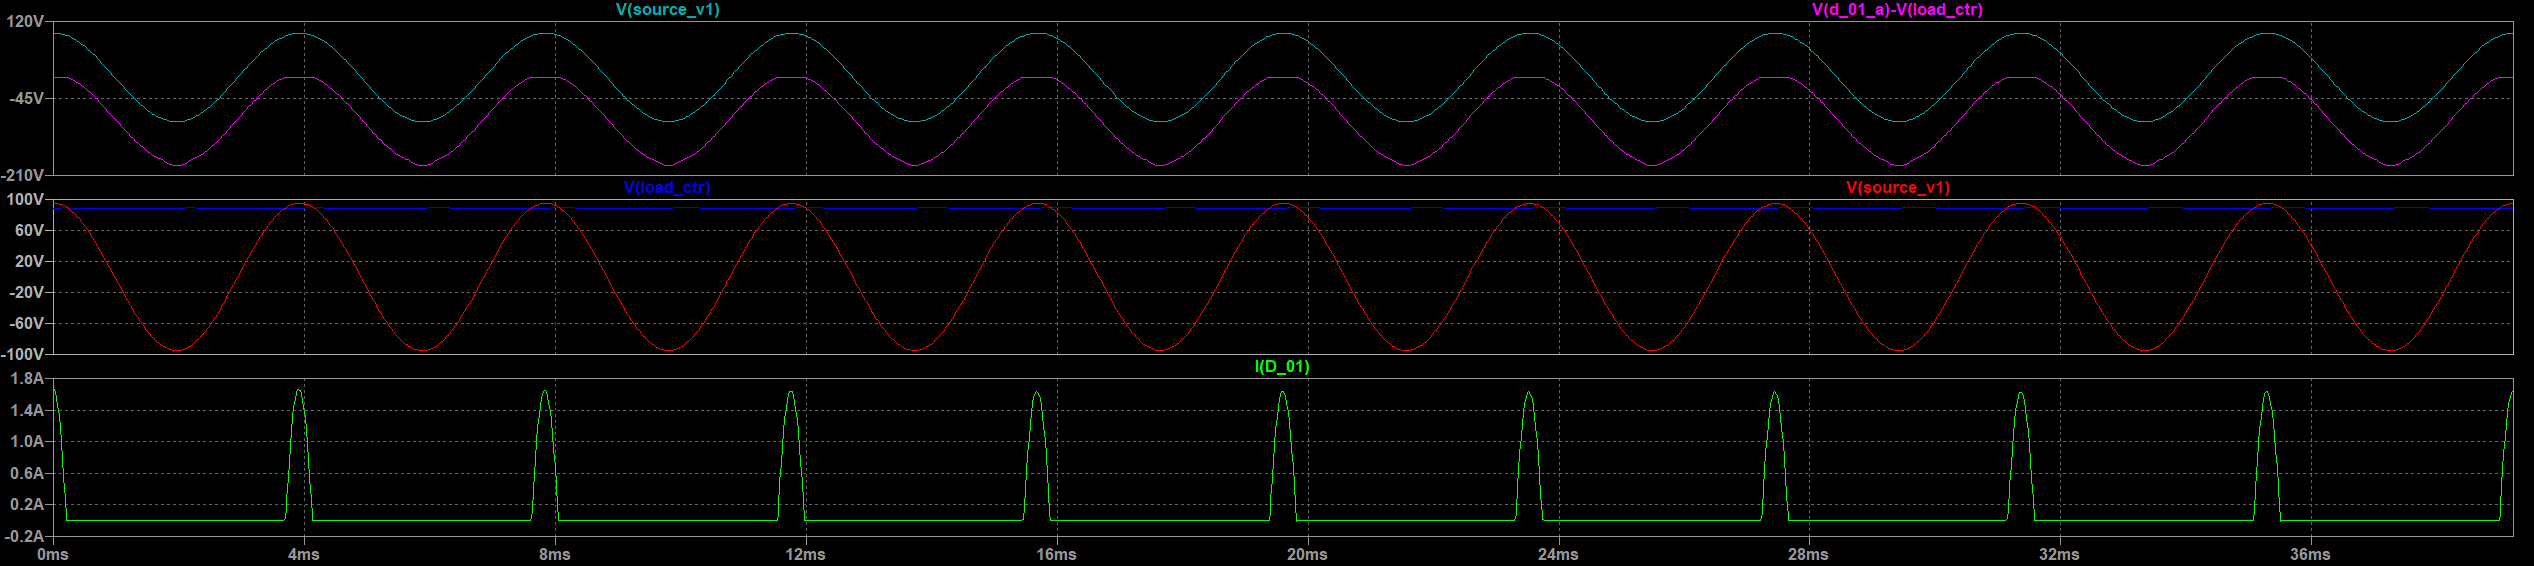 V(source_v1) V(d_01_a)-V(load_ctr)
120V
-45V
-210V
V(load_ctr) V(source_v1)
100V
60V
20V
-20V
-60V
-100V
I(D_01)
1.8A
1.4A
1.0A
0.6A
0.2A
-0.2A
0ms 4ms 8ms 12ms 16ms 20ms 24ms 28ms 32ms 36ms